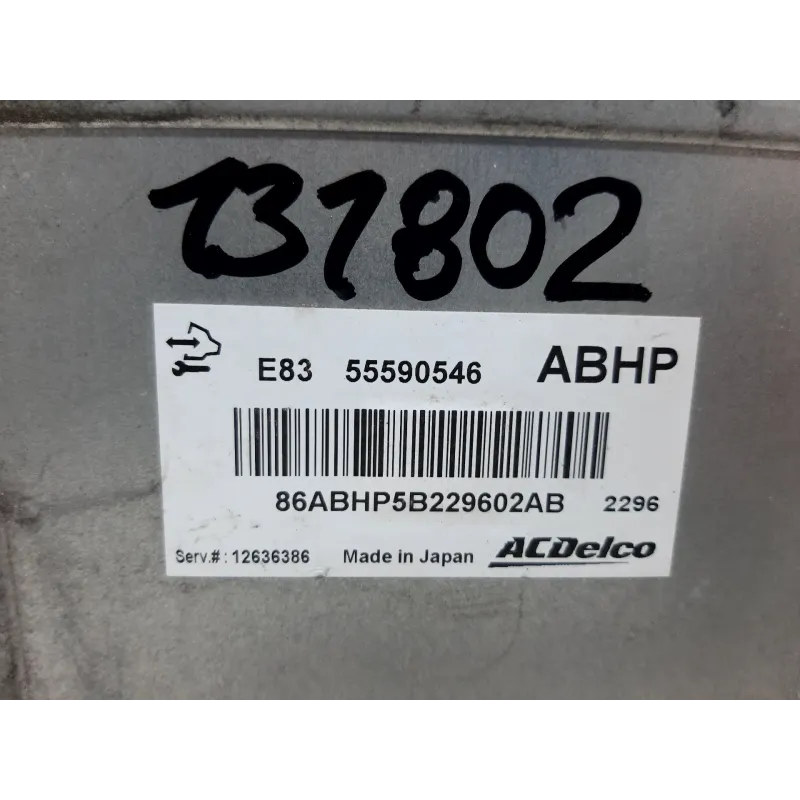 131802
E83 55590546 ABHP
86ABHP5B229602AB 2296
Serv.#: 12636386 Made in Japan ACDelco